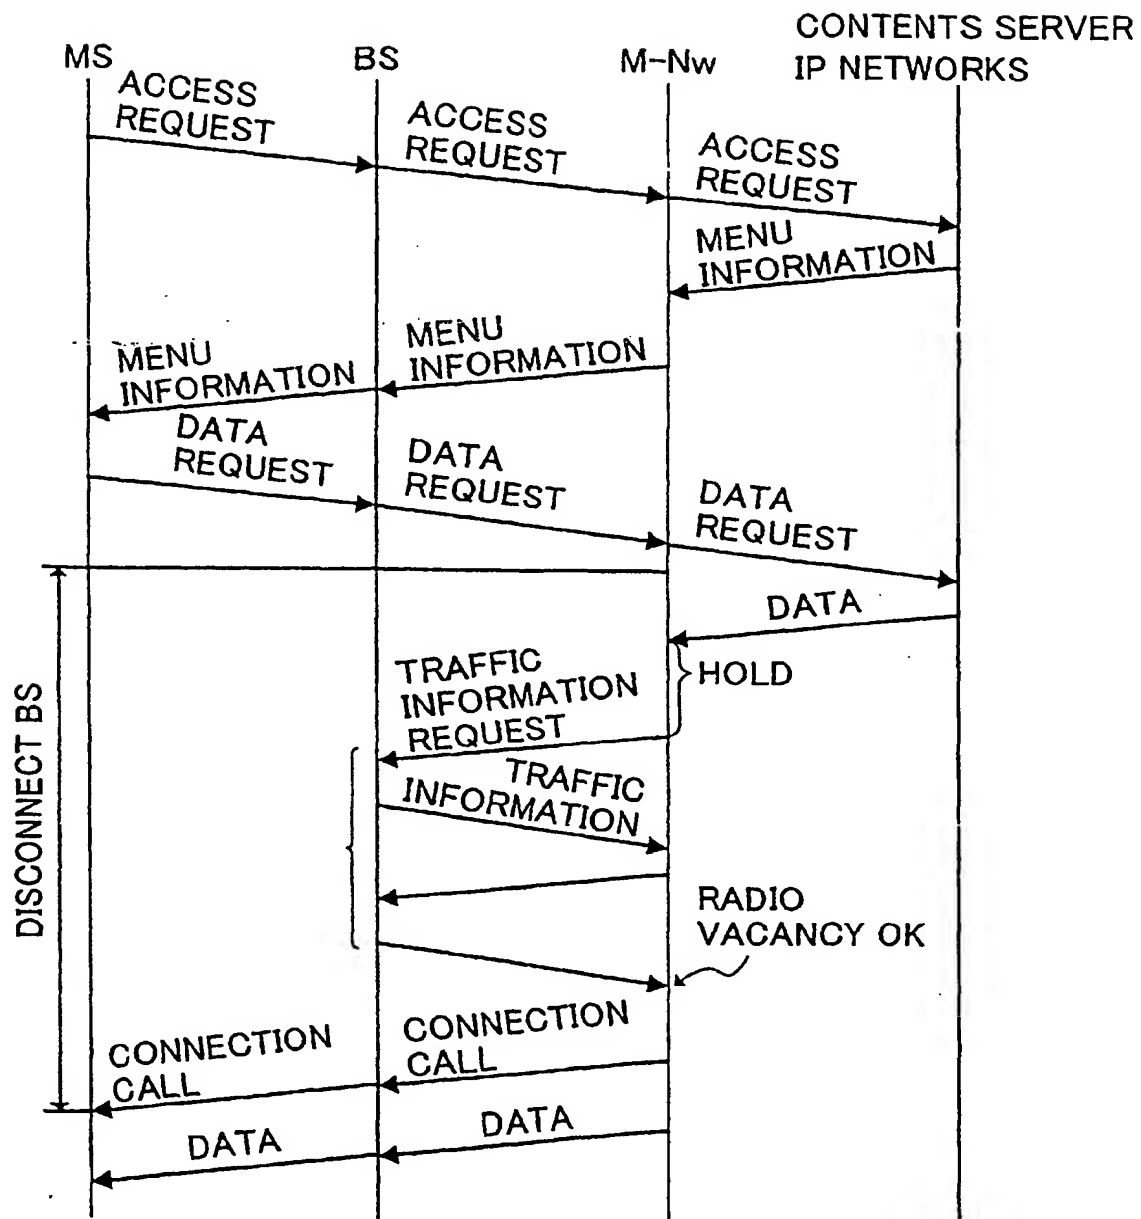 CONTENTS SERVER
MS
BS
M-Nw
IP NETWORKS
ACCESS
REQUEST
ACCESS
REQUEST
ACCESS
REQUEST
MENU
INFORMATION
MENU
INFORMATION
MENU
INFORMATION
DATA
REQUEST
DATA
REQUEST
DATA
REQUEST
DATA
HOLD
TRAFFIC
INFORMATION
REQUEST
TRAFFIC
INFORMATION
DISCONNECT BS
RADIO
VACANCY OK
CONNECTION
CALL
CONNECTION
CALL
DATA
DATA